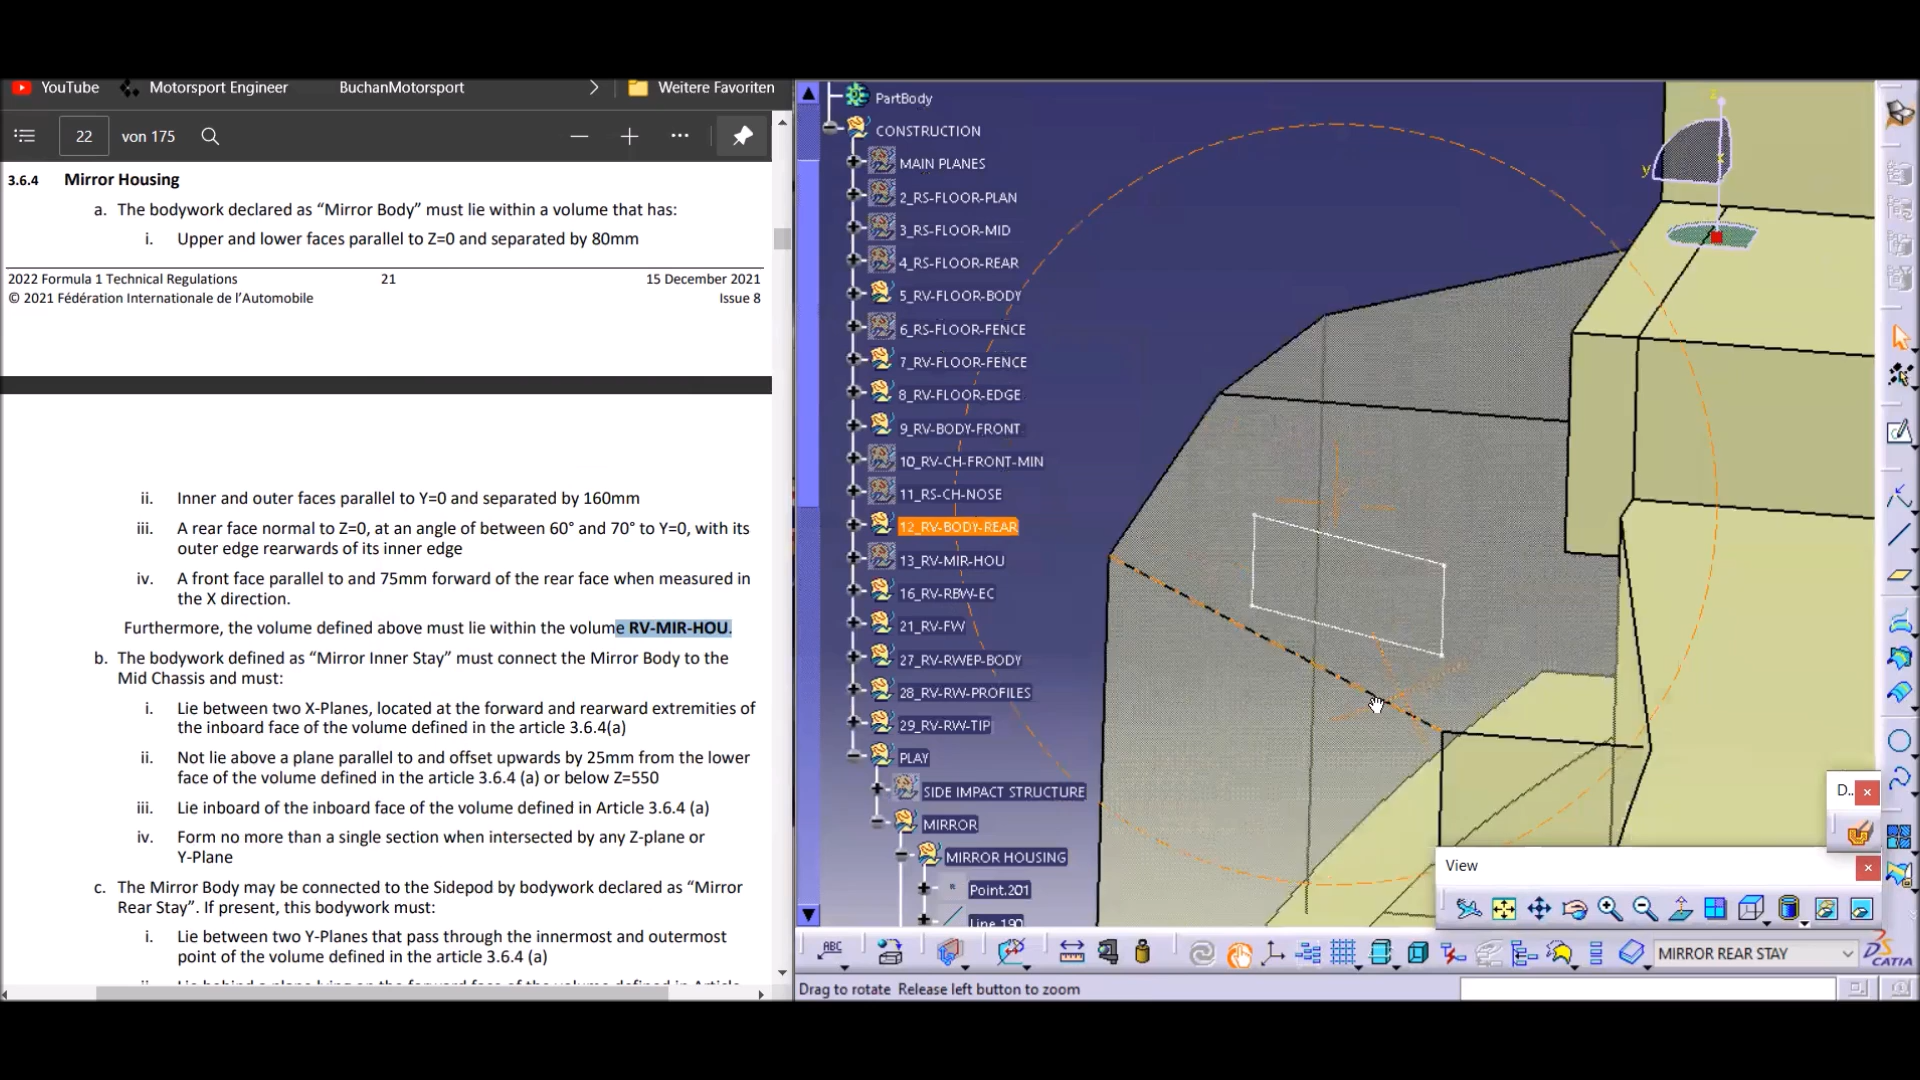 YouTube
Motorsport Engineer
BuchanMotorsport
Weitere Favoriten
22 von 175
3.6.4 Mirror Housing
a. The bodywork declared as “Mirror Body” must lie within a volume that has:
i. Upper and lower faces parallel to Z=0 and separated by 80mm
2022 Formula 1 Technical Regulations 21 15 December 2021
© 2021 Fédération Internationale de l’Automobile Issue 8
ii. Inner and outer faces parallel to Y=0 and separated by 160mm
iii. A rear face normal to Z=0, at an angle of between 60° and 70° to Y=0, with its
outer edge rearwards of its inner edge
iv. A front face parallel to and 75mm forward of the rear face when measured in
the X direction.
Furthermore, the volume defined above must lie within the volume RV-MIR-HOU.
b. The bodywork defined as “Mirror Inner Stay” must connect the Mirror Body to the
Mid Chassis and must:
i. Lie between two X-Planes, located at the forward and rearward extremities of
the inboard face of the volume defined in the article 3.6.4(a)
ii. Not lie above a plane parallel to and offset upwards by 25mm from the lower
face of the volume defined in the article 3.6.4 (a) or below Z=550
iii. Lie inboard of the inboard face of the volume defined in Article 3.6.4 (a)
iv. Form no more than a single section when intersected by any Z-plane or
Y-Plane
c. The Mirror Body may be connected to the Sidepod by bodywork declared as “Mirror
Rear Stay”. If present, this bodywork must:
i. Lie between two Y-Planes that pass through the innermost and outermost
point of the volume defined in the article 3.6.4 (a)
PartBody
CONSTRUCTION
MAIN PLANES
2_RS-FLOOR-PLAN
3_RS-FLOOR-MID
4_RS-FLOOR-REAR
5_RV-FLOOR-BODY
6_RS-FLOOR-FENCE
7_RV-FLOOR-FENCE
8_RV-FLOOR-EDGE
9_RV-BODY-FRONT
10_RV-CH-FRONT-MIN
11_RS-CH-NOSE
12_RV-BODY-REAR
13_RV-MIR-HOU
16_RV-RBW-EC
21_RV-FW
27_RV-RWEP-BODY
28_RV-RW-PROFILES
29_RV-RW-TIP
PLAY
SIDE IMPACT STRUCTURE
MIRROR
MIRROR HOUSING
Point.201
Line.190
z
x
y
D..
View
ABC
MIRROR REAR STAY
CATIA
Drag to rotate Release left button to zoom